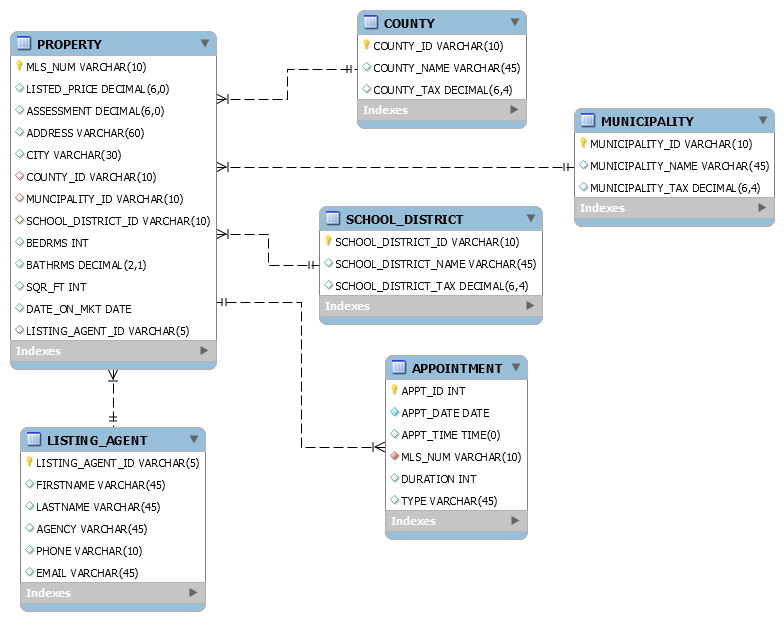 PROPERTY
MLS_NUM VARCHAR(10)
LISTED_PRICE DECIMAL(6,0)
ASSESSMENT DECIMAL(6,0)
ADDRESS VARCHAR(60)
CITY VARCHAR(30)
COUNTY_ID VARCHAR(10)
MUNCIPALITY_ID VARCHAR(10)
SCHOOL_DISTRICT_ID VARCHAR(10)
BEDRMS INT
BATHRMS DECIMAL(2,1)
SQR_FT INT
DATE_ON_MKT DATE
LISTING_AGENT_ID VARCHAR(5)
Indexes
COUNTY
COUNTY_ID VARCHAR(10)
COUNTY_NAME VARCHAR(45)
COUNTY_TAX DECIMAL(6,4)
Indexes
MUNICIPALITY
MUNICIPALITY_ID VARCHAR(10)
MUNICIPALITY_NAME VARCHAR(45)
MUNICIPALITY_TAX DECIMAL(6,4)
Indexes
SCHOOL_DISTRICT
SCHOOL_DISTRICT_ID VARCHAR(10)
SCHOOL_DISTRICT_NAME VARCHAR(45)
SCHOOL_DISTRICT_TAX DECIMAL(6,4)
Indexes
APPOINTMENT
APPT_ID INT
APPT_DATE DATE
APPT_TIME TIME(0)
MLS_NUM VARCHAR(10)
DURATION INT
TYPE VARCHAR(45)
Indexes
LISTING_AGENT
LISTING_AGENT_ID VARCHAR(5)
FIRSTNAME VARCHAR(45)
LASTNAME VARCHAR(45)
AGENCY VARCHAR(45)
PHONE VARCHAR(10)
EMAIL VARCHAR(45)
Indexes